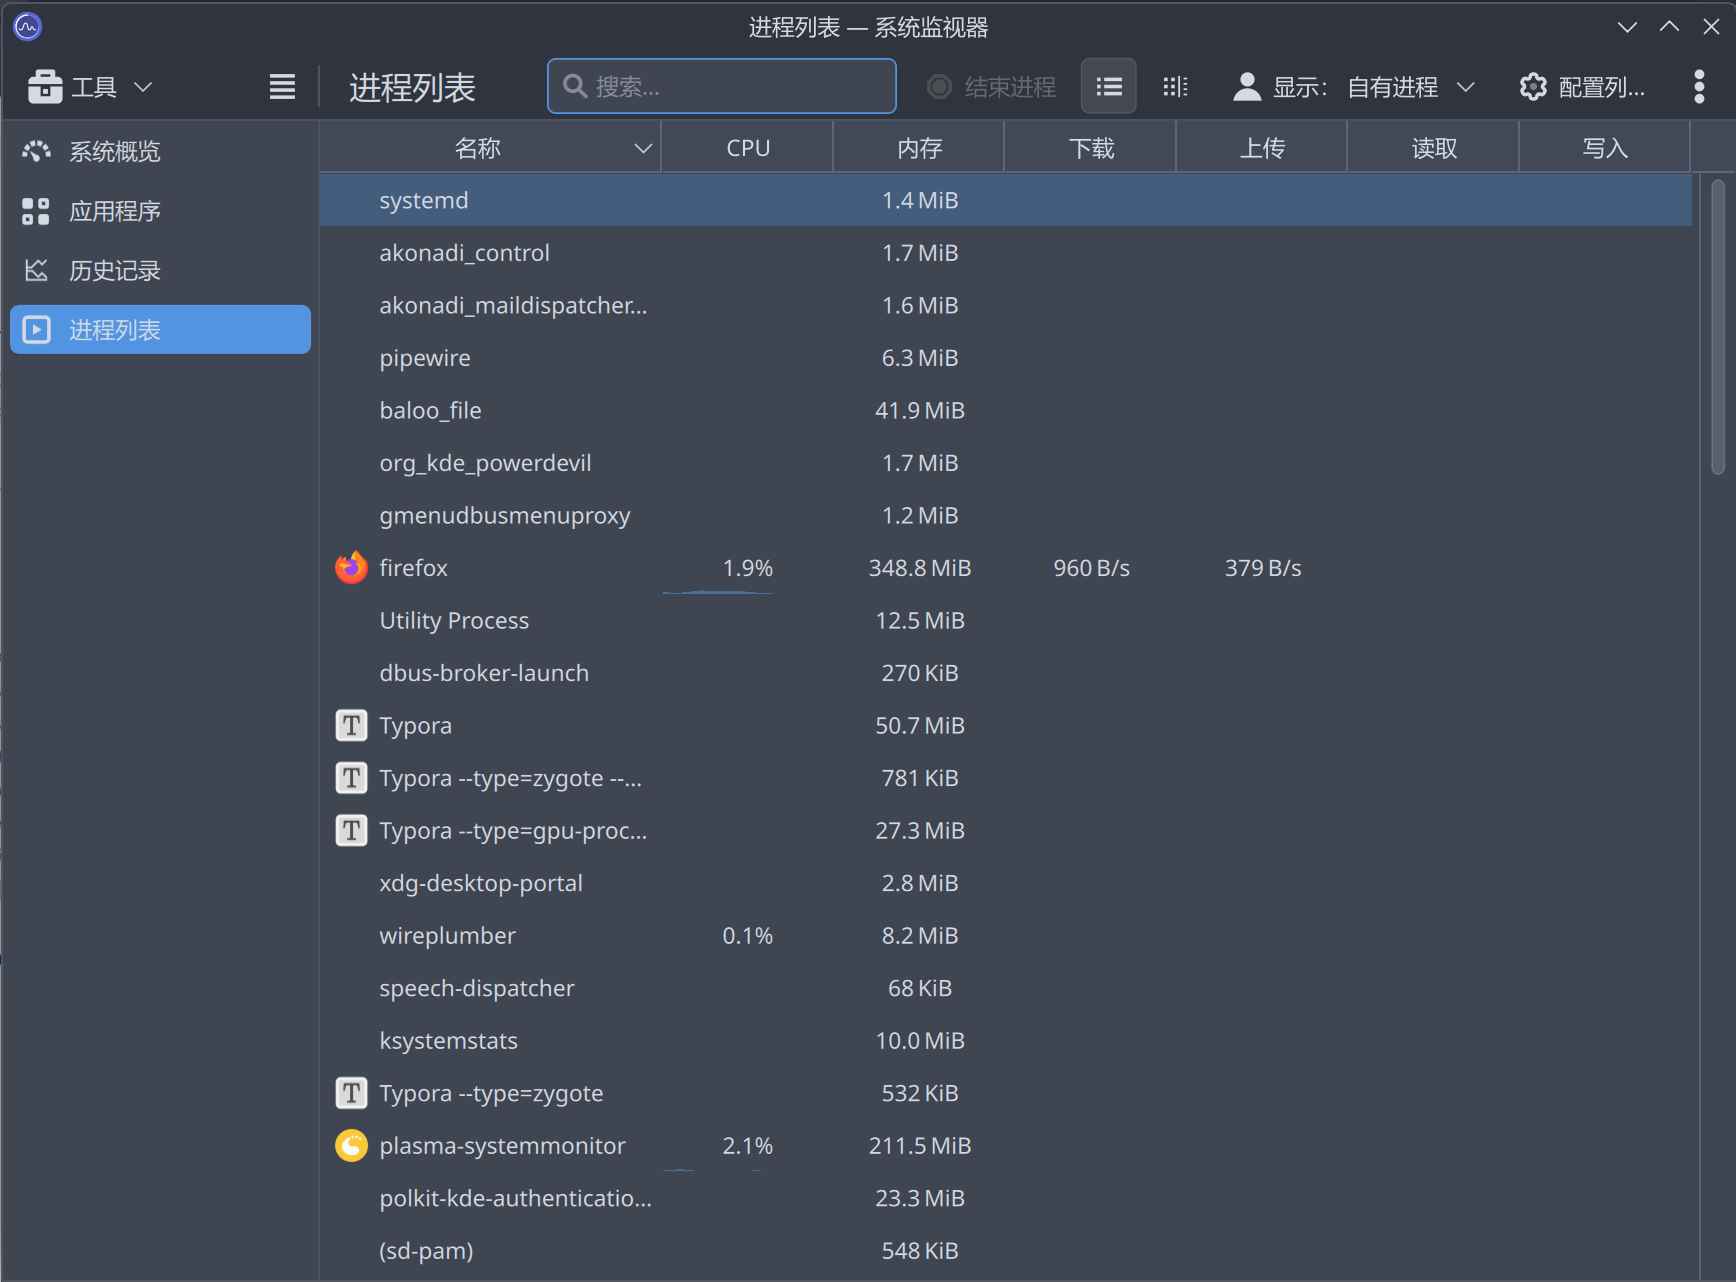 进程列表 — 系统监视器
工具 进程列表 搜索... 结束进程 显示： 自有进程 配置列...
系统概览
应用程序
历史记录
进程列表
名称 CPU 内存 下载 上传 读取 写入
systemd 1.4 MiB
akonadi_control 1.7 MiB
akonadi_maildispatcher... 1.6 MiB
pipewire 6.3 MiB
baloo_file 41.9 MiB
org_kde_powerdevil 1.7 MiB
gmenudbusmenuproxy 1.2 MiB
firefox 1.9% 348.8 MiB 960 B/s 379 B/s
Utility Process 12.5 MiB
dbus-broker-launch 270 KiB
T Typora 50.7 MiB
T Typora --type=zygote --... 781 KiB
T Typora --type=gpu-proc... 27.3 MiB
xdg-desktop-portal 2.8 MiB
wireplumber 0.1% 8.2 MiB
speech-dispatcher 68 KiB
ksystemstats 10.0 MiB
T Typora --type=zygote 532 KiB
plasma-systemmonitor 2.1% 211.5 MiB
polkit-kde-authenticatio... 23.3 MiB
(sd-pam) 548 KiB